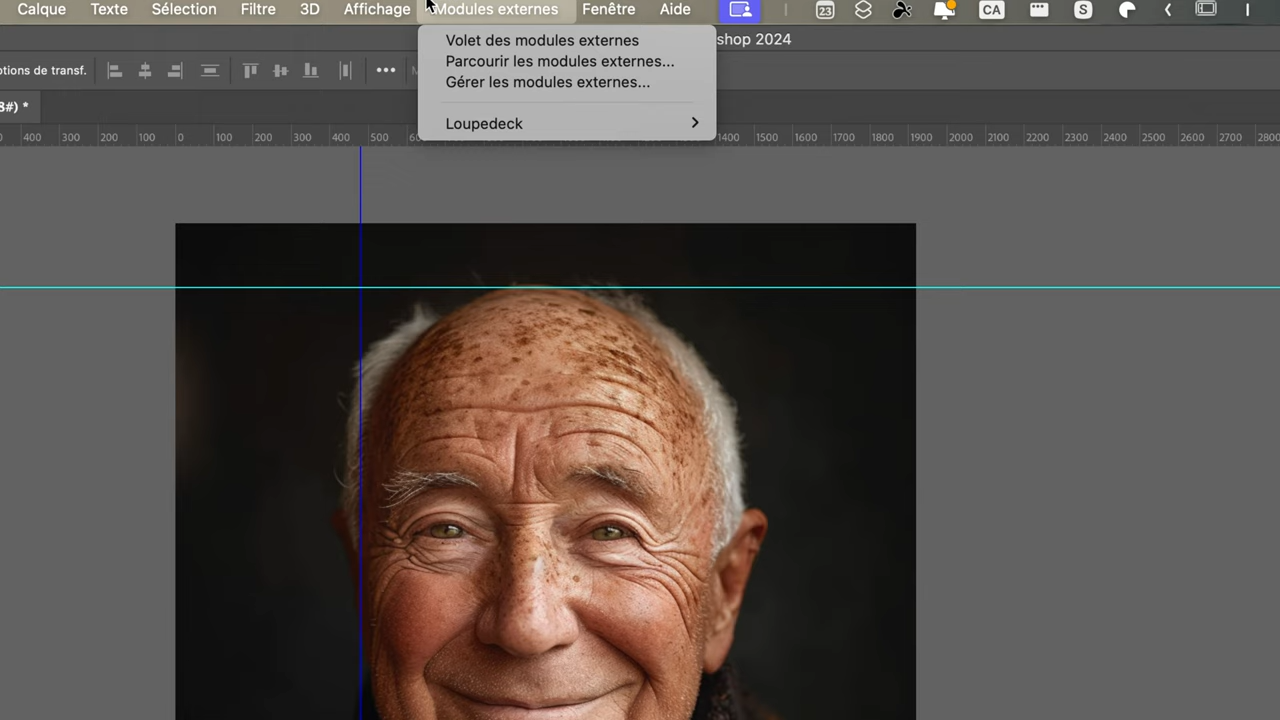 Calque Texte Sélection Filtre 3D Affichage Modules externes Fenêtre Aide 23 CA S
Volet des modules externes
shop 2024
Parcourir les modules externes...
otions de transf.
Gérer les modules externes...
8#) *
Loupedeck
400 300 200 100 0 100 200 300 400 500 1400 1500 1600 1700 1800 1900 2000 2100 2200 2300 2400 2500 2600 2700 2800